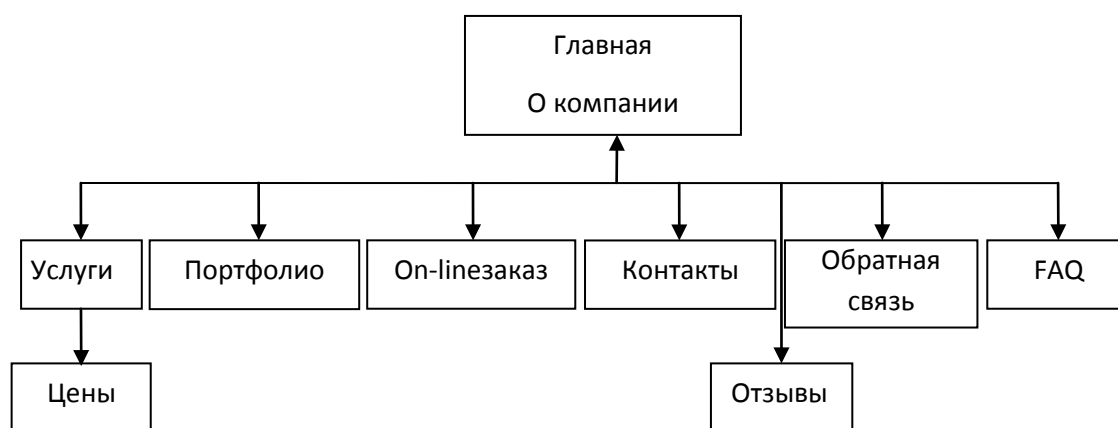 Главная
О компании
Услуги
Портфолио
On-lineзаказ
Контакты
Обратная
связь
FAQ
Цены
Отзывы